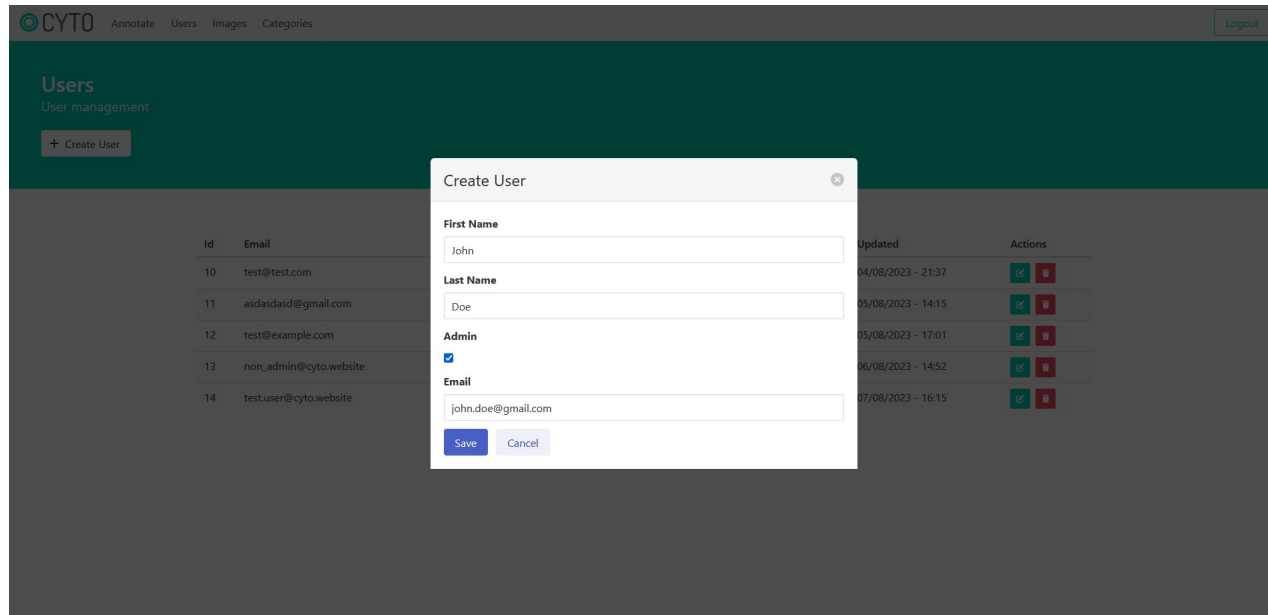 CYTO Annotate Users Images Categories Logout
Users
User management
+ Create User
Create User
First Name
John
Last Name
Doe
Admin
Email
john.doe@gmail.com
Save Cancel
Id Email Updated Actions
10 test@test.com 04/08/2023 - 21:37
11 asdasdasd@gmail.com 05/08/2023 - 14:15
12 test@example.com 05/08/2023 - 17:01
13 non_admin@cyto.website 06/08/2023 - 14:52
14 test.user@cyto.website 07/08/2023 - 16:15